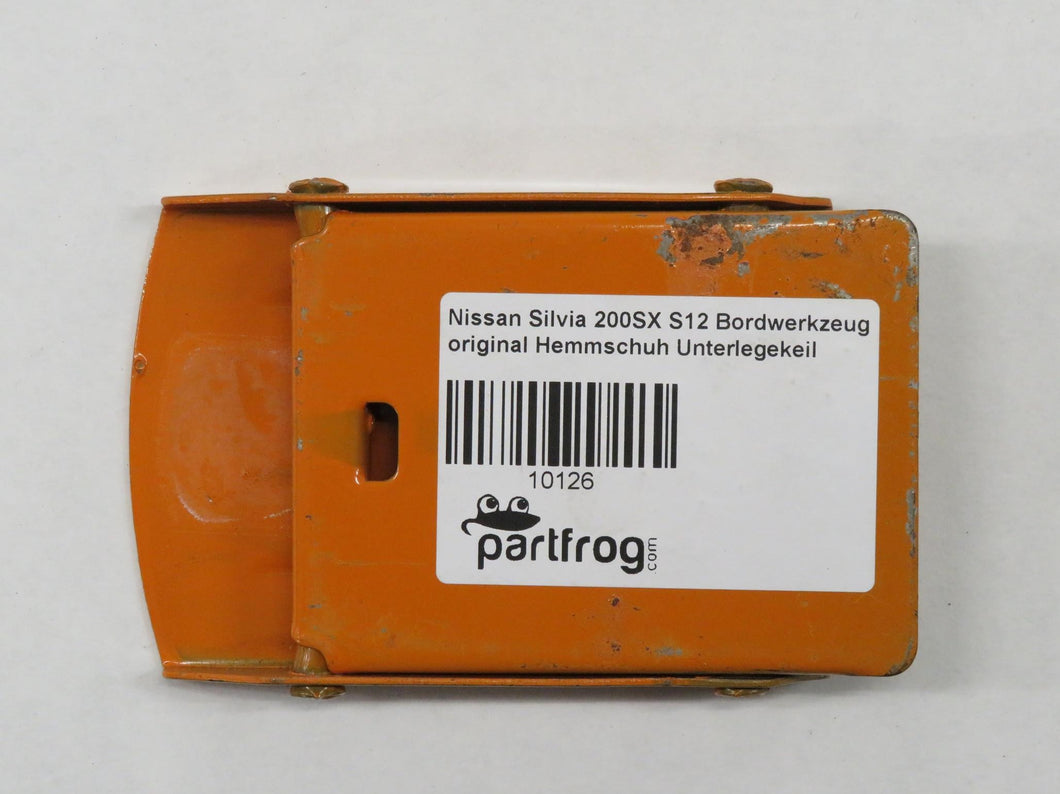 Nissan Silvia 200SX S12 Bordwerkzeug
original Hemmschuh Unterlegekeil
10126
partfrog.com